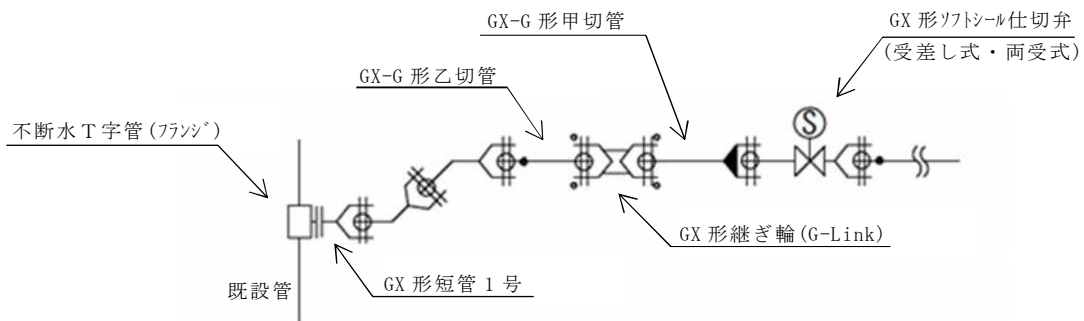 GX-G 形甲切管
GX 形ソフトシール仕切弁
(受差し式・両受式)
GX-G 形乙切管
不断水T字管(フランジ)
S
GX 形継ぎ輪(G-Link)
GX 形短管 1 号
既設管